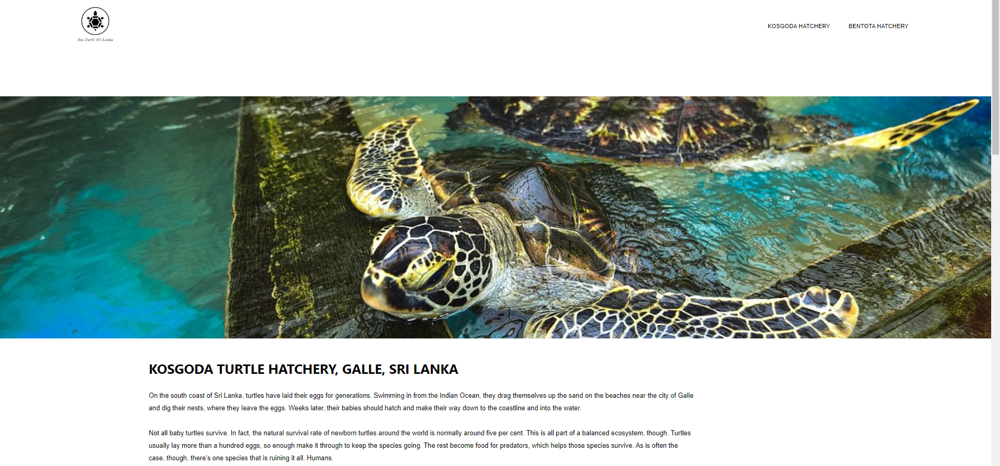 Sea Turtle Sri Lanka
KOSGODA HATCHERY
BENTOTA HATCHERY
KOSGODA TURTLE HATCHERY, GALLE, SRI LANKA
On the south coast of Sri Lanka, turtles have laid their eggs for generations. Swimming in from the Indian Ocean, they drag themselves up the sand on the beaches near the city of Galle
and dig their nests, where they leave the eggs. Weeks later, their babies should hatch and make their way down to the coastline and into the water.
Not all baby turtles survive. In fact, the natural survival rate of newborn turtles around the world is normally around five per cent. This is all part of a balanced ecosystem, though. Turtles
usually lay more than a hundred eggs, so enough make it through to keep the species going. The rest become food for predators, which helps those species survive. As is often the
case, though, there's one species that is ruining it all. Humans.